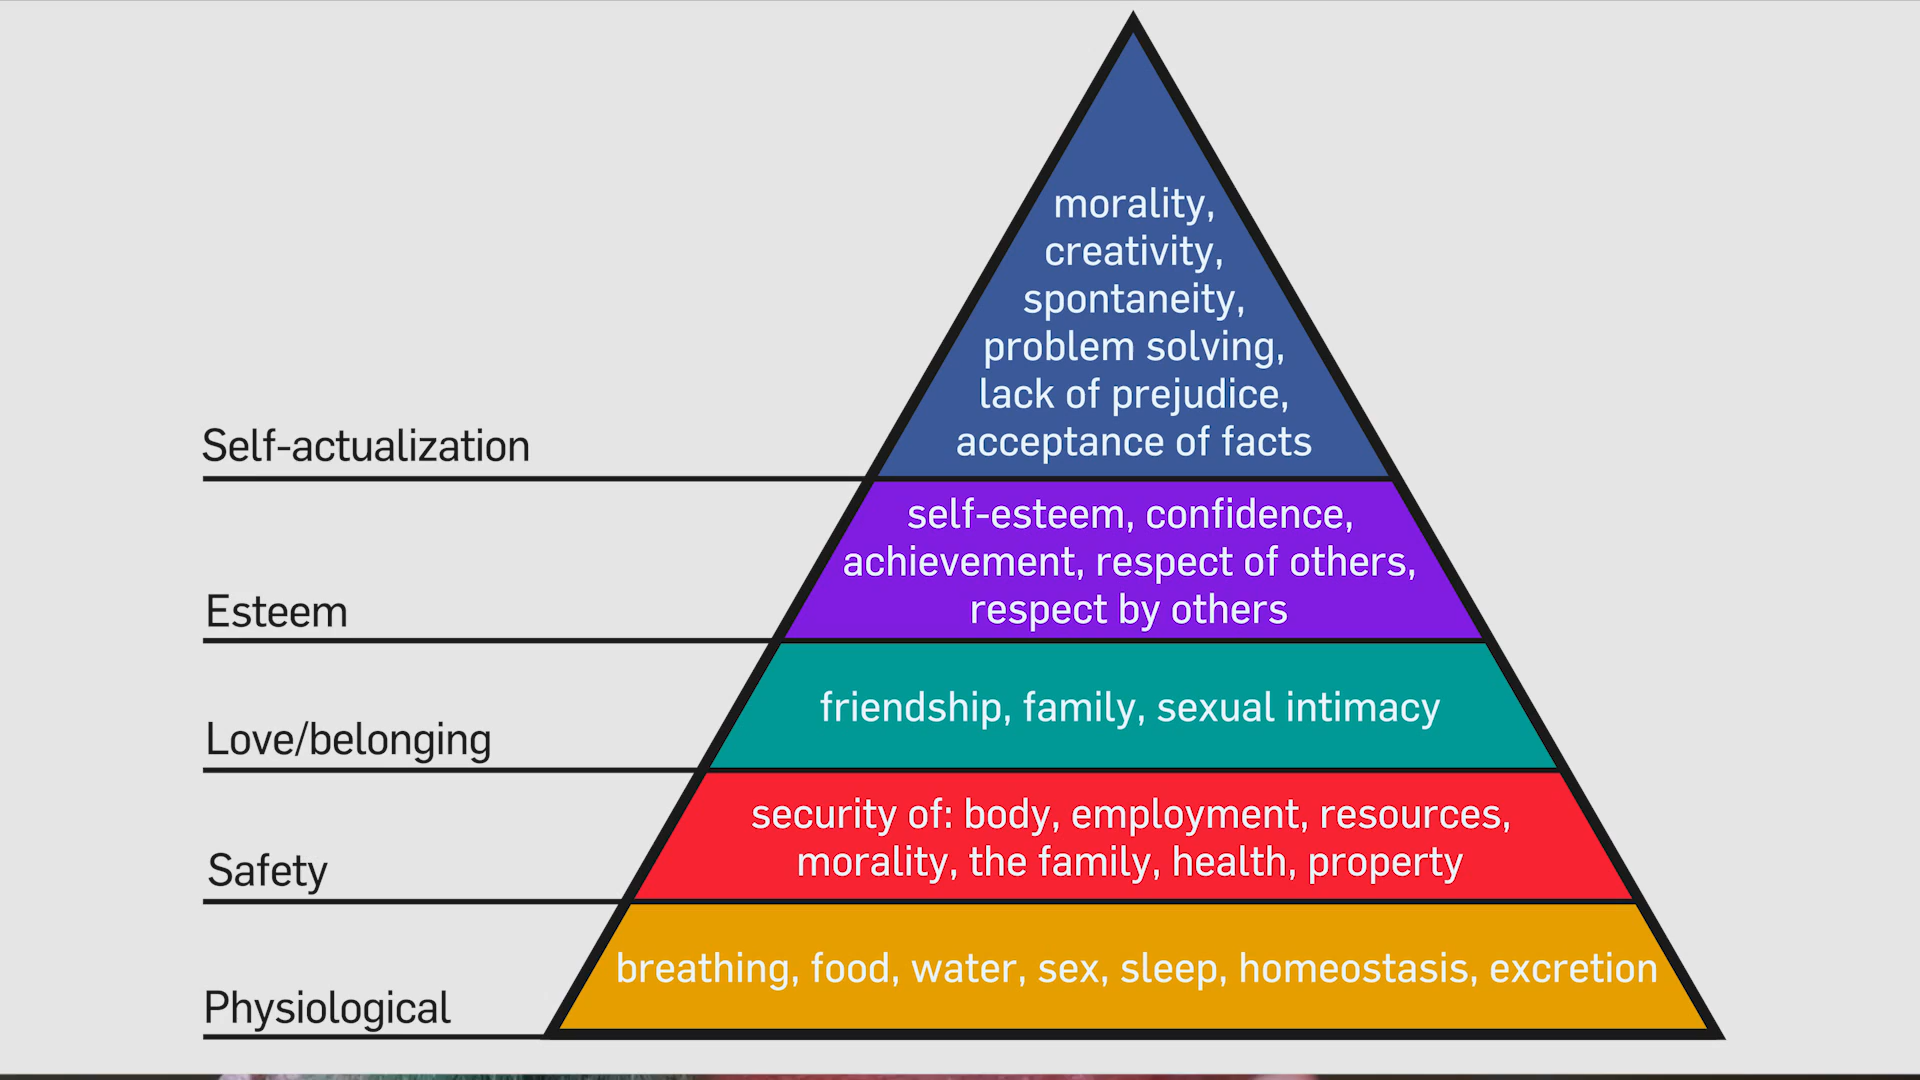 morality,
creativity,
spontaneity,
problem solving,
lack of prejudice,
acceptance of facts
Self-actualization
self-esteem, confidence,
achievement, respect of others,
respect by others
Esteem
friendship, family, sexual intimacy
Love/belonging
security of: body, employment, resources,
morality, the family, health, property
Safety
breathing, food, water, sex, sleep, homeostasis, excretion
Physiological